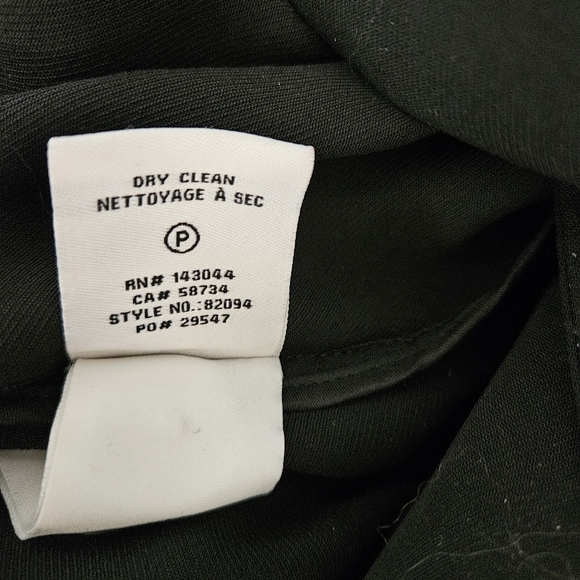 DRY CLEAN
NETTOYAGE À SEC
P
RN# 143044
CA# 58734
STYLE NO.:82094
PO# 29547